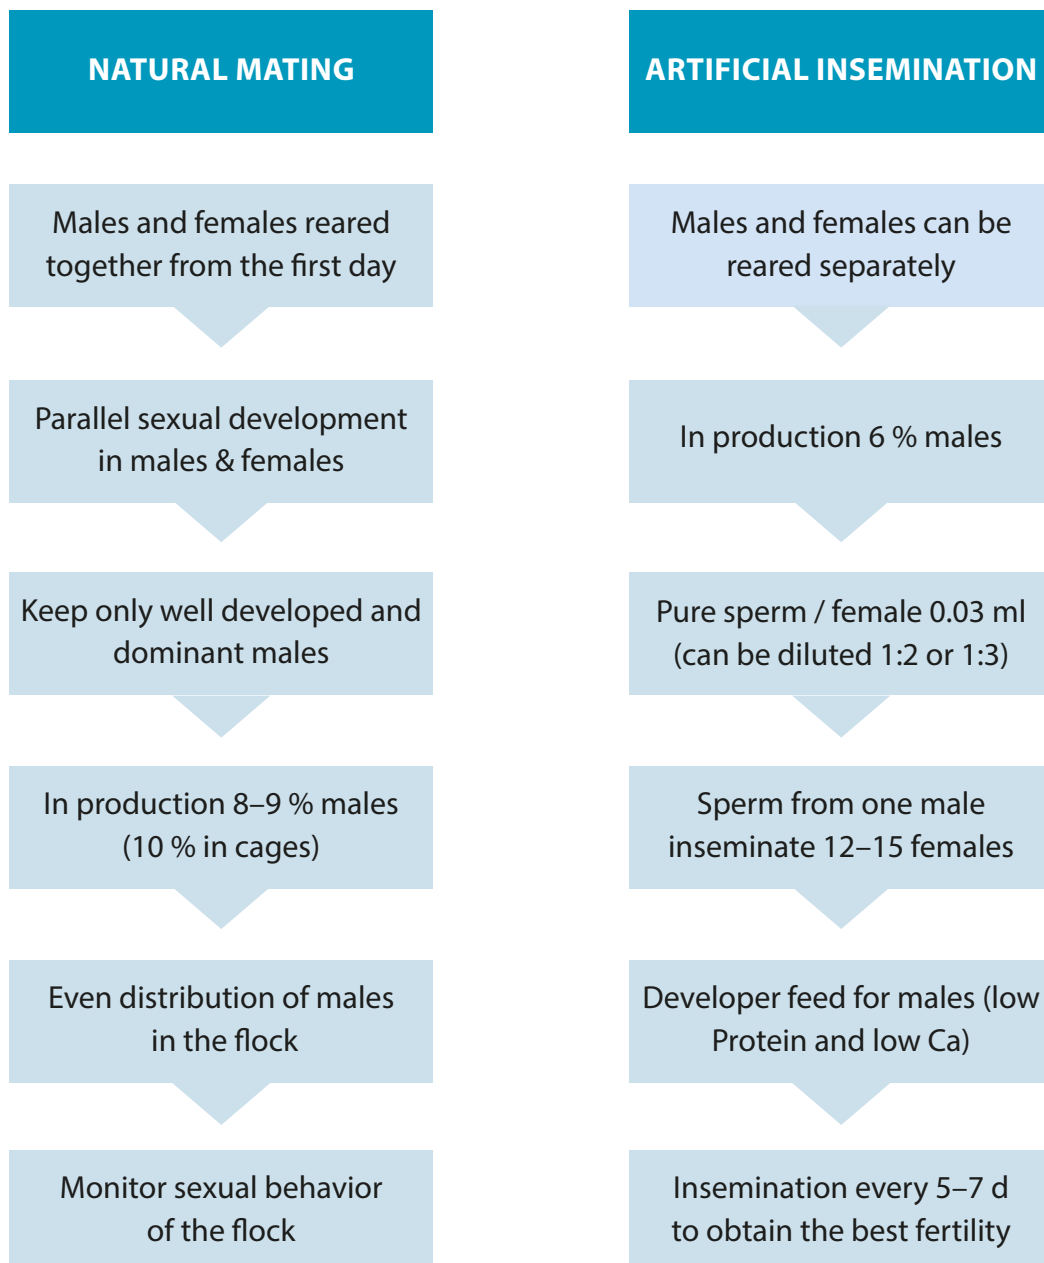 NATURAL MATING
Males and females reared
together from the first day
Parallel sexual development
in males & females
Keep only well developed and
dominant males
In production 8–9 % males
(10 % in cages)
Even distribution of males
in the flock
Monitor sexual behavior
of the flock
ARTIFICIAL INSEMINATION
Males and females can be
reared separately
In production 6 % males
Pure sperm / female 0.03 ml
(can be diluted 1:2 or 1:3)
Sperm from one male
inseminate 12–15 females
Developer feed for males (low
Protein and low Ca)
Insemination every 5–7 d
to obtain the best fertility